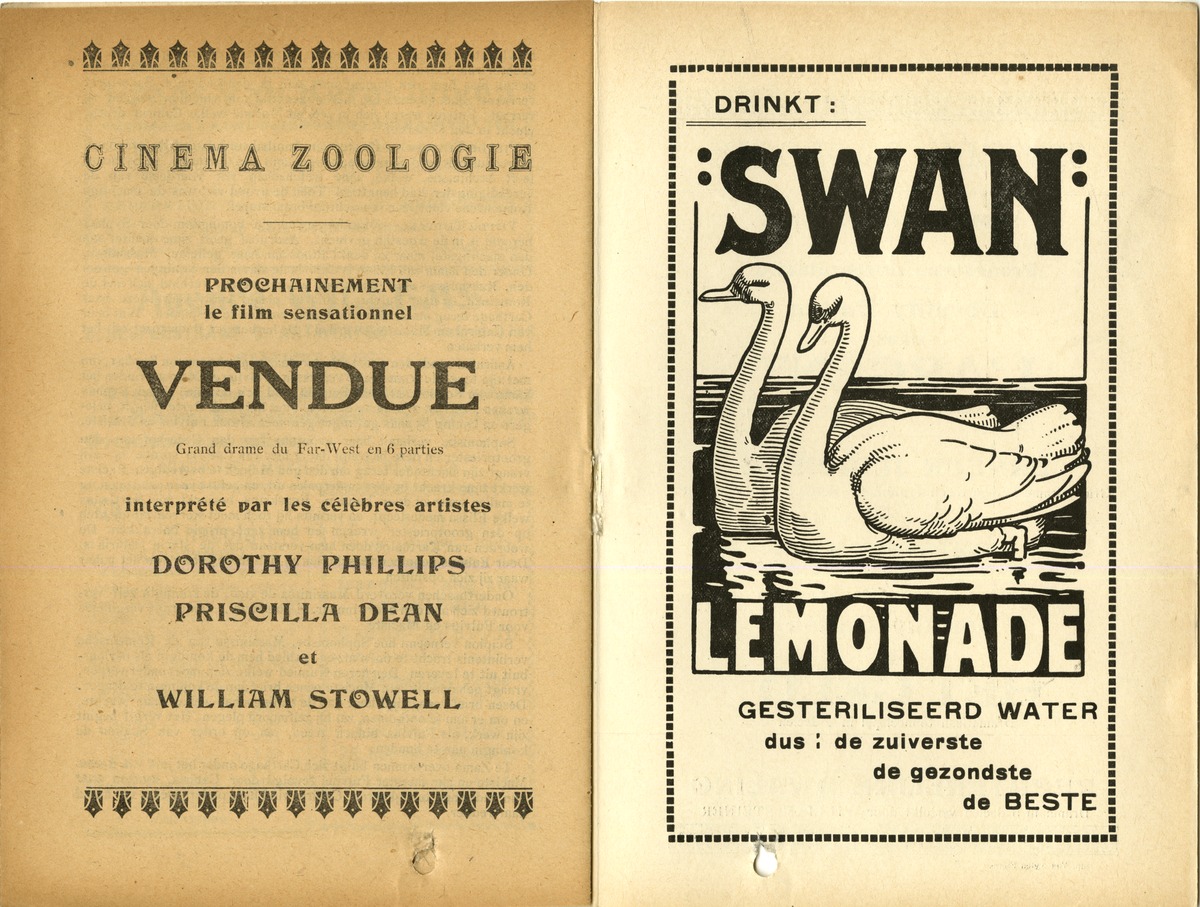 CINEMA ZOOLOGIE
PROCHAINEMENT
le film sensationnel
VENDUE
Grand drame du Far-West en 6 parties
interprété par les célèbres artistes
DOROTHY PHILLIPS
PRISCILLA DEAN
et
WILLIAM STOWELL
DRINKT :
:SWAN:
LEMONADE
GESTERILISEERD WATER
dus : de zuiverste
de gezondste
de BESTE